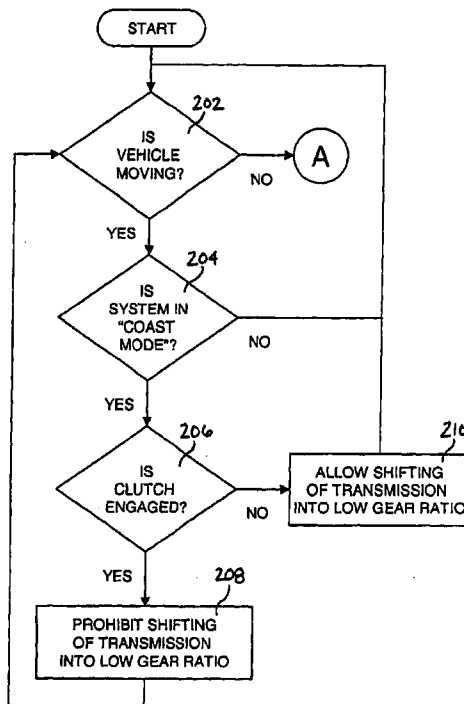 START
202
IS
VEHICLE
MOVING?
A
NO
YES
204
IS
SYSTEM IN
"COAST
MODE"?
NO
YES
206
IS
CLUTCH
ENGAGED?
NO
210
ALLOW SHIFTING
OF TRANSMISSION
INTO LOW GEAR RATIO
YES
208
PROHIBIT SHIFTING
OF TRANSMISSION
INTO LOW GEAR RATIO